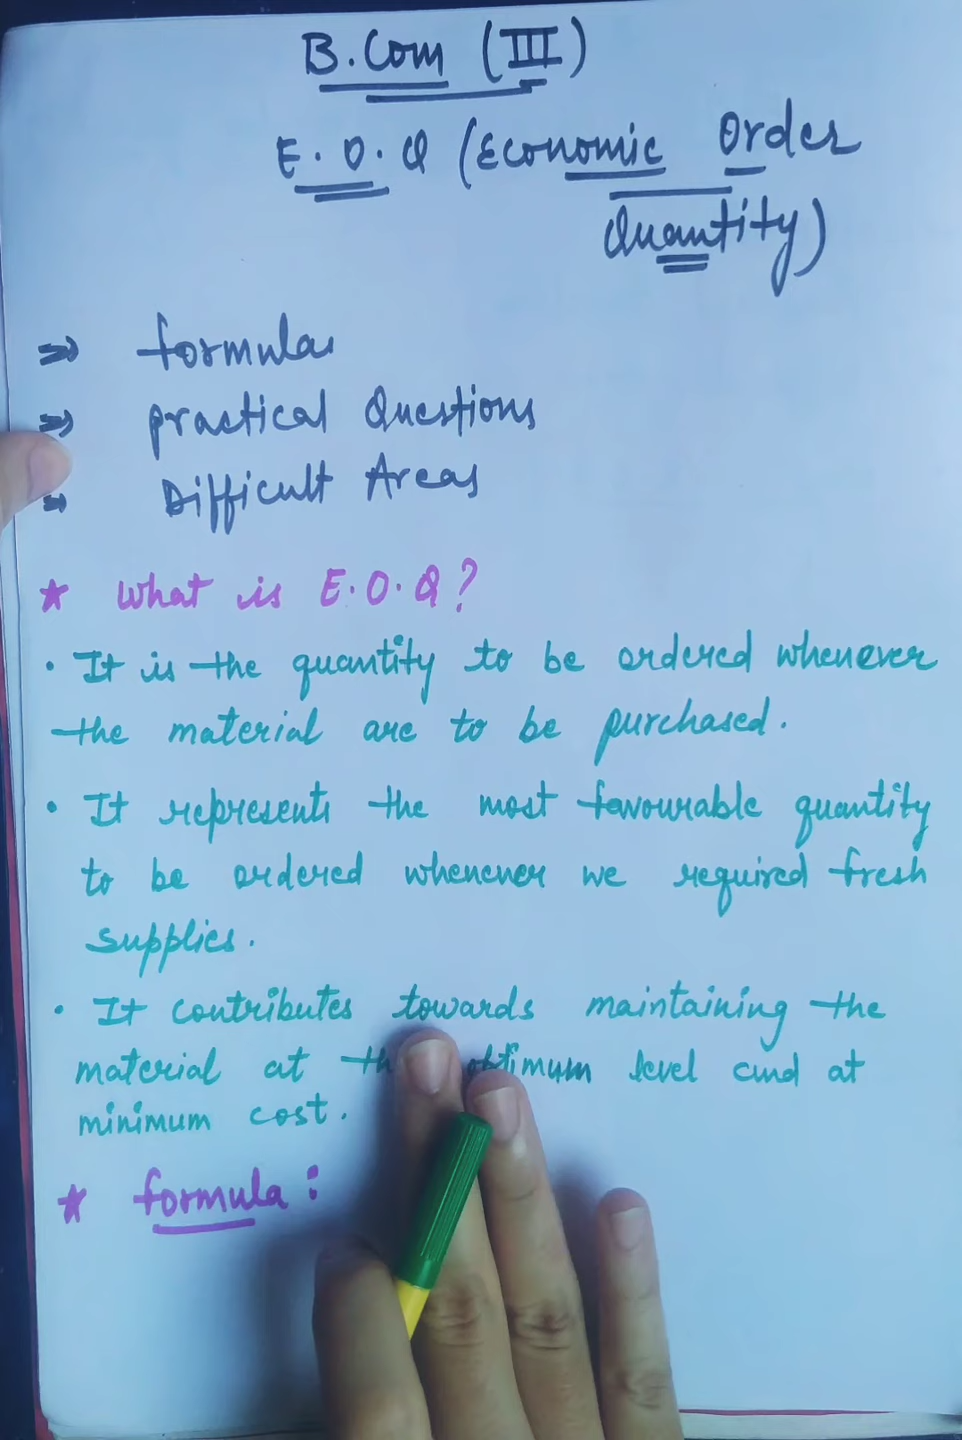 B.Com (III)
E.O.Q (Economic Order
Quantity)
⇒ formulas
⇒ practical Questions
⇒ Difficult Areas
★ What is E.O.Q?
• It is the quantity to be ordered whenever
the material are to be purchased.
• It represents the most favourable quantity
to be ordered whenever we required fresh
supplies.
• It contributes towards maintaining the
material at optimum level and at
minimum cost.
★ formula: